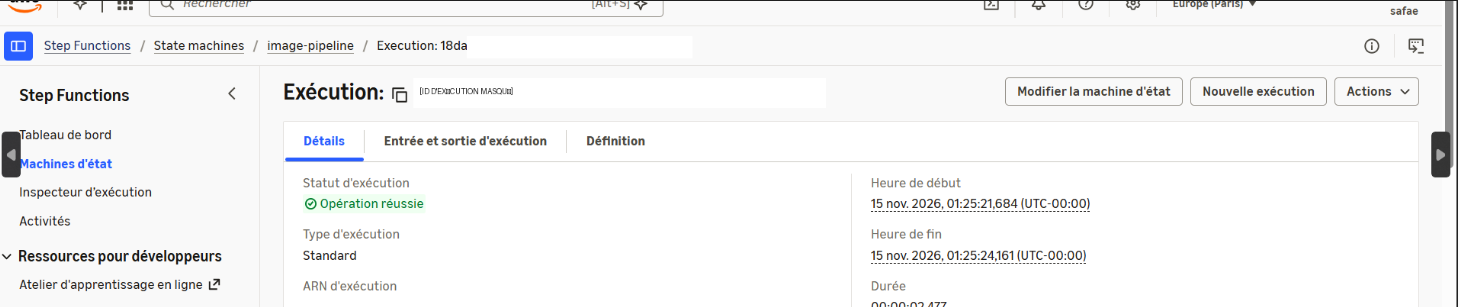 Rechercher
[Alt+S]
Europe (Paris)
safae
Step Functions / State machines / image-pipeline / Execution: 18da
Step Functions
Tableau de bord
Machines d'état
Inspecteur d'exécution
Activités
Ressources pour développeurs
Atelier d'apprentissage en ligne
Exécution:
Modifier la machine d'état
Nouvelle exécution
Actions
Détails
Entrée et sortie d'exécution
Définition
Statut d'exécution
Opération réussie
Type d'exécution
Standard
ARN d'exécution
Heure de début
15 nov. 2026, 01:25:21,684 (UTC-00:00)
Heure de fin
15 nov. 2026, 01:25:24,161 (UTC-00:00)
Durée
00:00:02.477